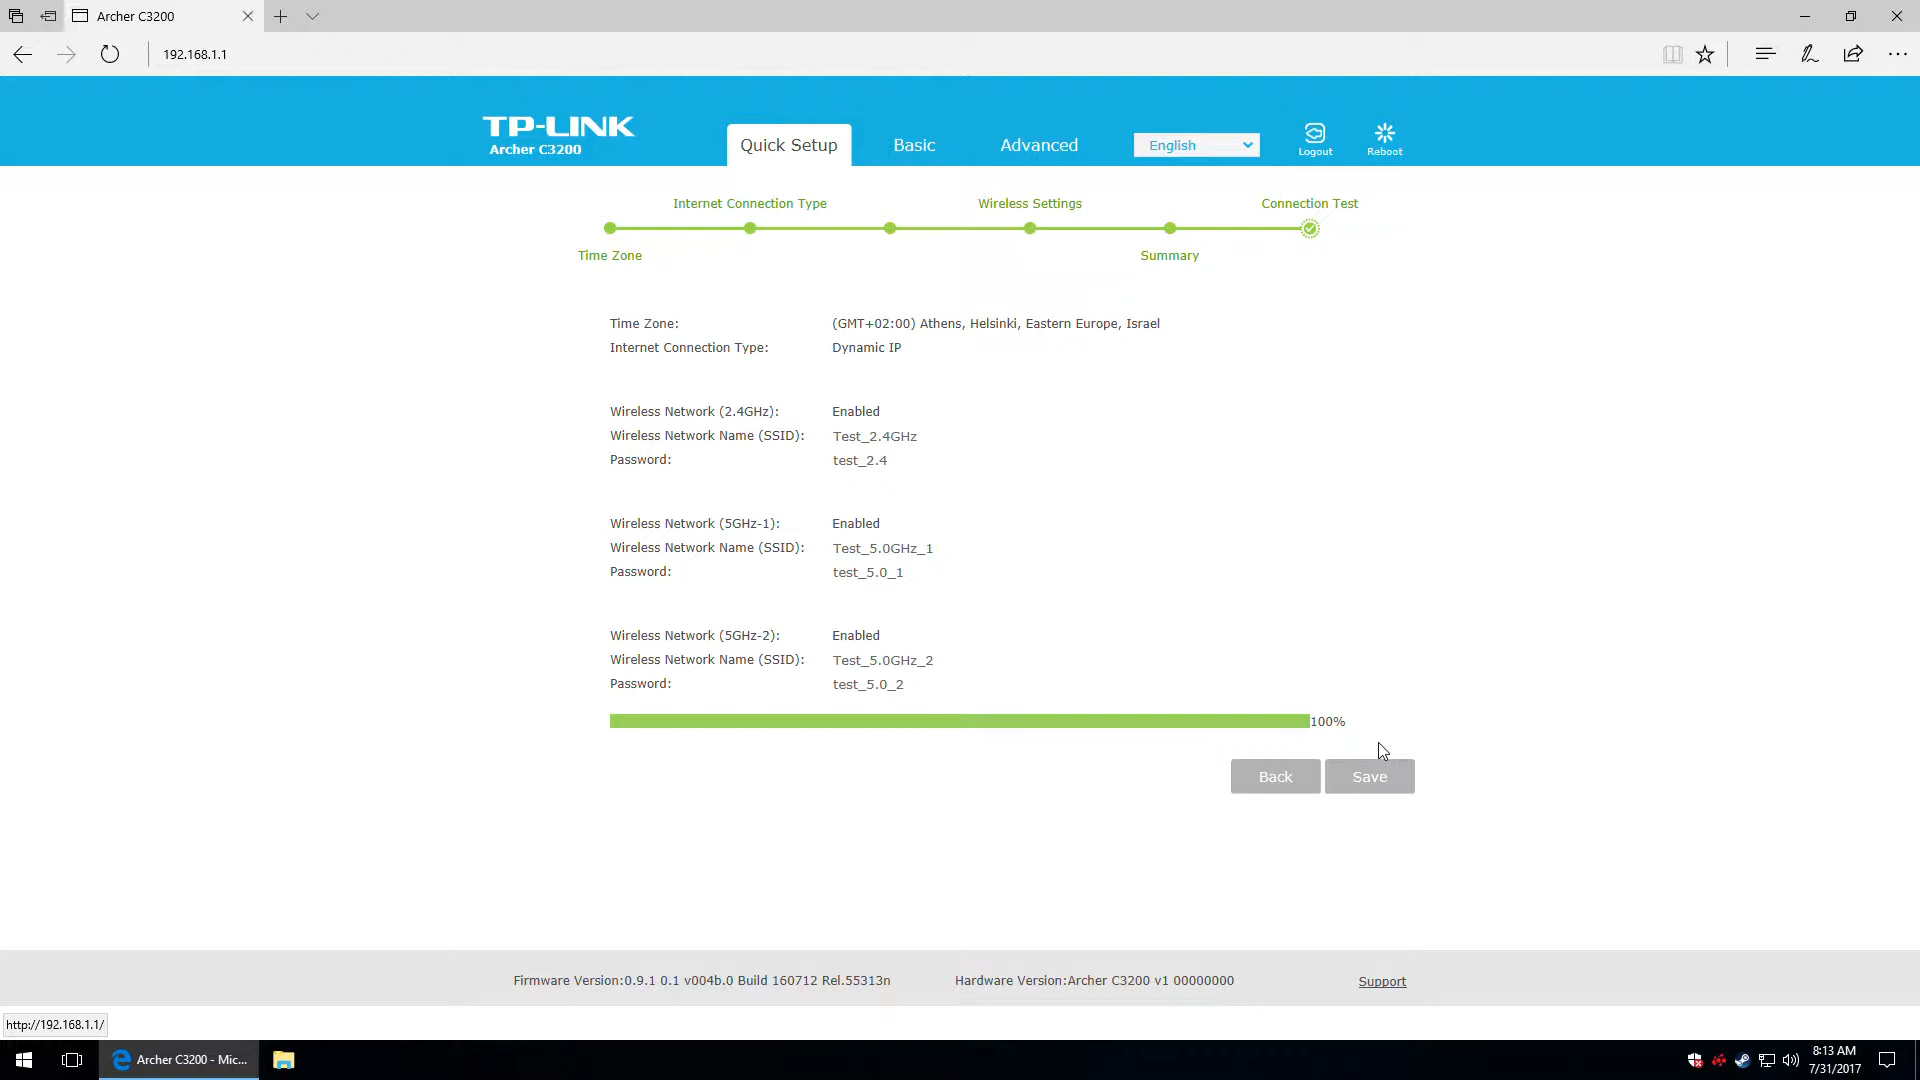 Archer C3200
192.168.1.1
TP-LINK
Archer C3200
Quick Setup
Basic
Advanced
English
Logout
Reboot
Internet Connection Type
Wireless Settings
Connection Test
Time Zone
Summary
Time Zone: (GMT+02:00) Athens, Helsinki, Eastern Europe, Israel
Internet Connection Type: Dynamic IP
Wireless Network (2.4GHz): Enabled
Wireless Network Name (SSID): Test_2.4GHz
Password: test_2.4
Wireless Network (5GHz-1): Enabled
Wireless Network Name (SSID): Test_5.0GHz_1
Password: test_5.0_1
Wireless Network (5GHz-2): Enabled
Wireless Network Name (SSID): Test_5.0GHz_2
Password: test_5.0_2
100%
Back
Save
Firmware Version:0.9.1 0.1 v004b.0 Build 160712 Rel.55313n
Hardware Version:Archer C3200 v1 00000000
Support
http://192.168.1.1/
Archer C3200 - Mic...
8:13 AM
7/31/2017